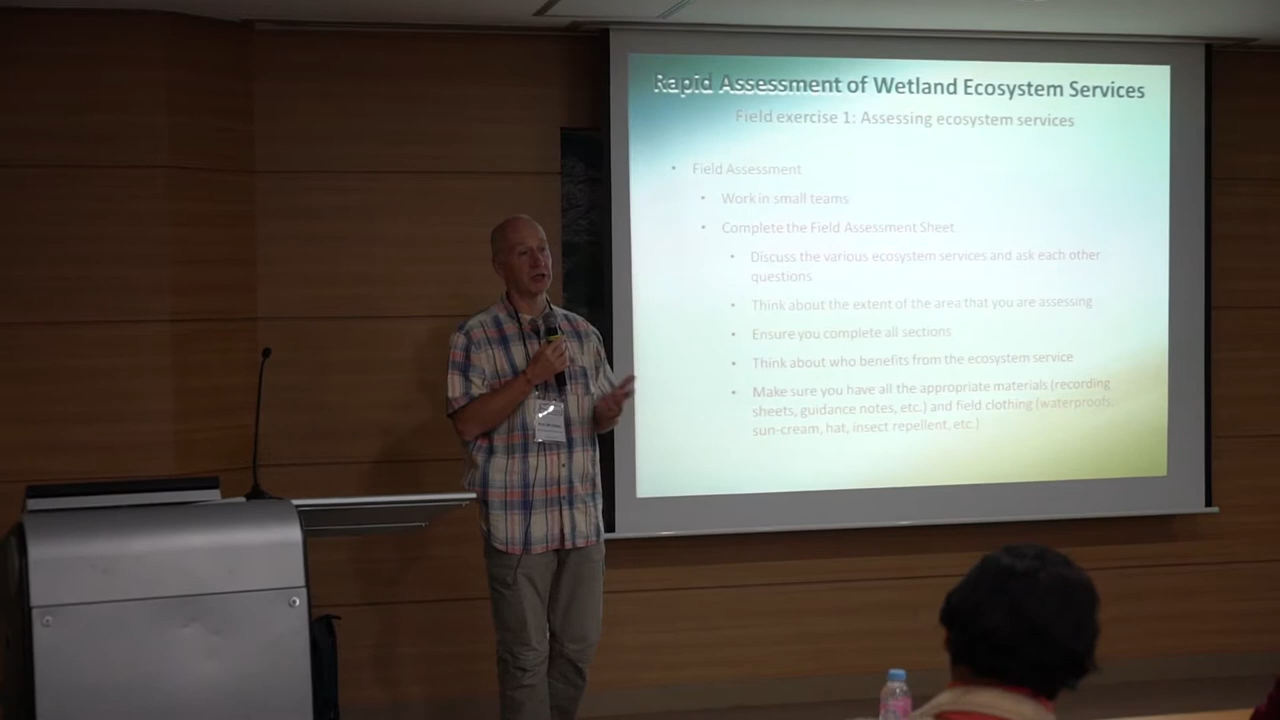 Rapid Assessment of Wetland Ecosystem Services
Field exercise 1: Assessing ecosystem services
• Field Assessment
• Work in small teams
• Complete the Field Assessment Sheet
• Discuss the various ecosystem services and ask each other
questions
• Think about the extent of the area that you are assessing
• Ensure you complete all sections
• Think about who benefits from the ecosystem service
• Make sure you have all the appropriate materials (recording
sheets, guidance notes, etc.) and field clothing (waterproofs,
sun-cream, hat, insect repellent, etc.)